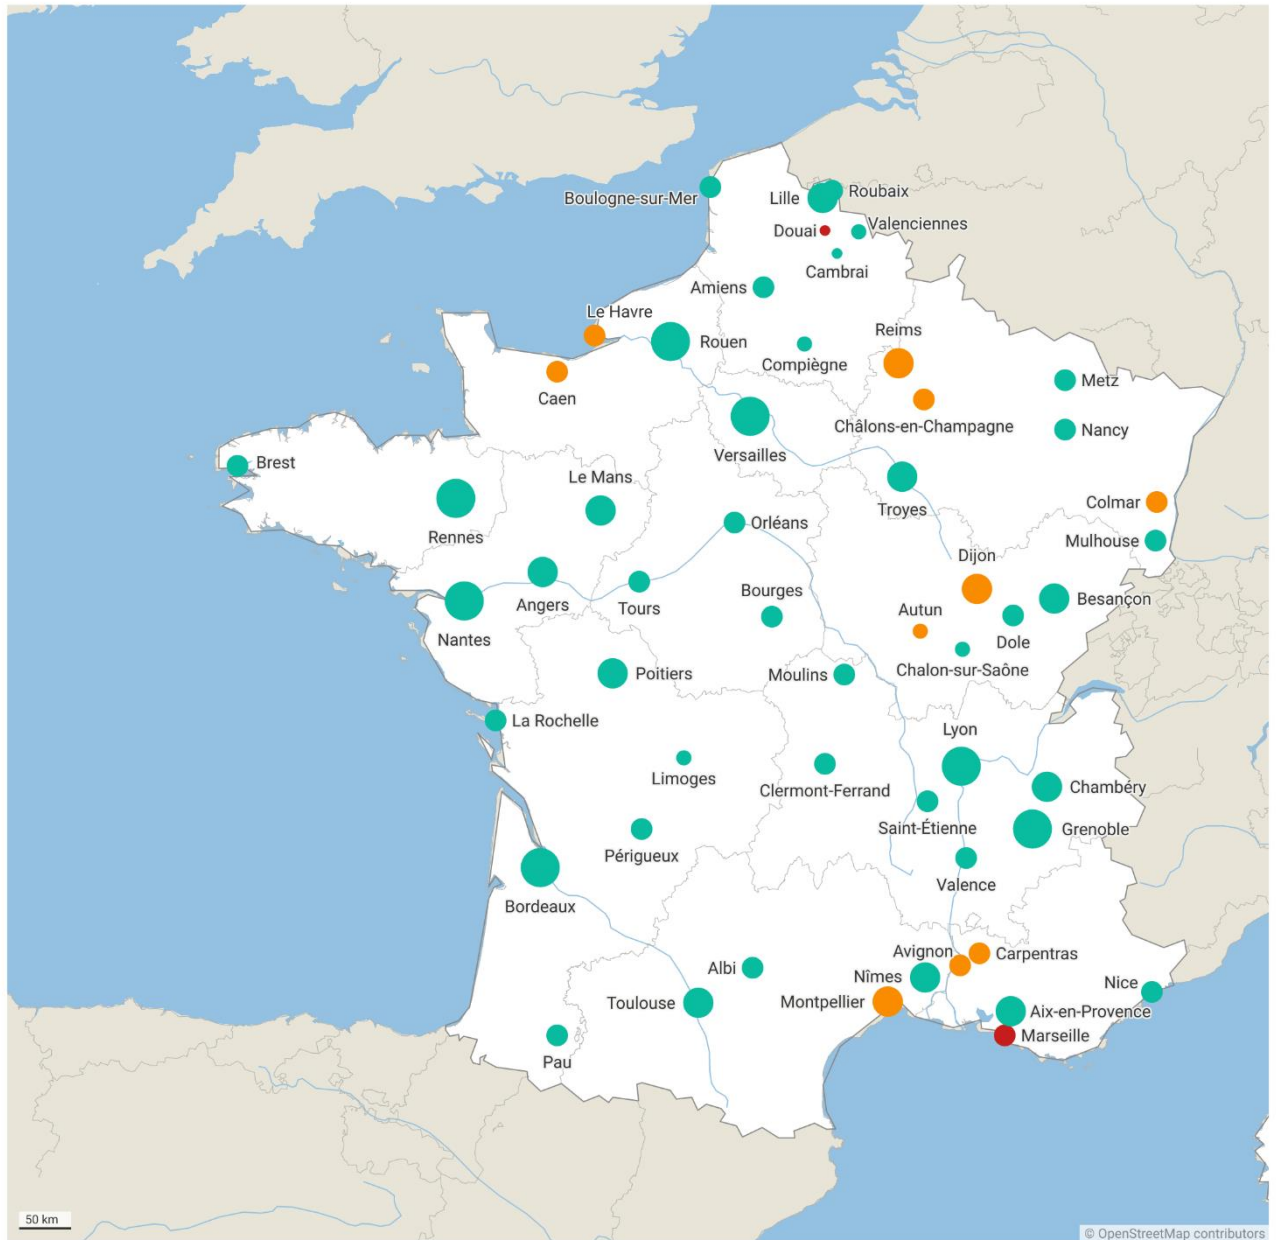 Boulogne-sur-Mer
Lille
Roubaix
Douai
Valenciennes
Cambrai
Amiens
Le Havre
Rouen
Compiègne
Reims
Caen
Metz
Châlons-en-Champagne
Nancy
Versailles
Brest
Le Mans
Troyes
Colmar
Rennes
Orléans
Mulhouse
Dijon
Angers
Tours
Bourges
Besançon
Autun
Dole
Nantes
Chalon-sur-Saône
Poitiers
Moulins
La Rochelle
Lyon
Limoges
Clermont-Ferrand
Chambéry
Saint-Étienne
Grenoble
Périgueux
Valence
Bordeaux
Avignon
Carpentras
Albi
Nîmes
Nice
Toulouse
Montpellier
Aix-en-Provence
Marseille
Pau
50 km
© OpenStreetMap contributors